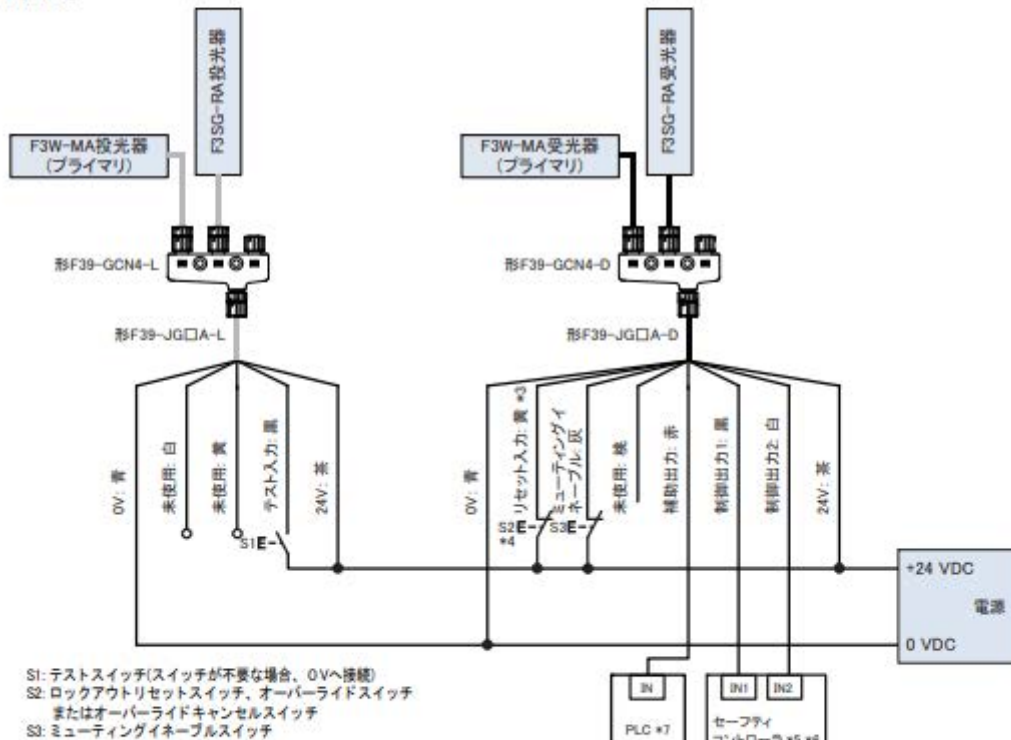 F3SG-RA投光器
F3W-MA投光器
(プライマリ)
形F39-GCN4-L
形F39-JG□A-L
0V: 青
未使用: 白
未使用: 黄
テスト入力: 黒
24V: 茶
S1
F3SG-RA受光器
F3W-MA受光器
(プライマリ)
形F39-GCN4-D
形F39-JG□A-D
0V: 青
リセット入力: 黄 *3
ミューティングイ
ネーブル: 灰
未使用: 桃
補助出力: 赤
制御出力1: 黒
制御出力2: 白
24V: 茶
S2
*4
S3
+24 VDC
電源
0 VDC
S1: テストスイッチ(スイッチが不要な場合、0Vへ接続)
S2: ロックアウトリセットスイッチ、オーバーライドスイッチ
またはオーバーライドキャンセルスイッチ
S3: ミューティングイネーブルスイッチ
IN
PLC *7
IN1
IN2
セーフティ
コントローラ *5 *6